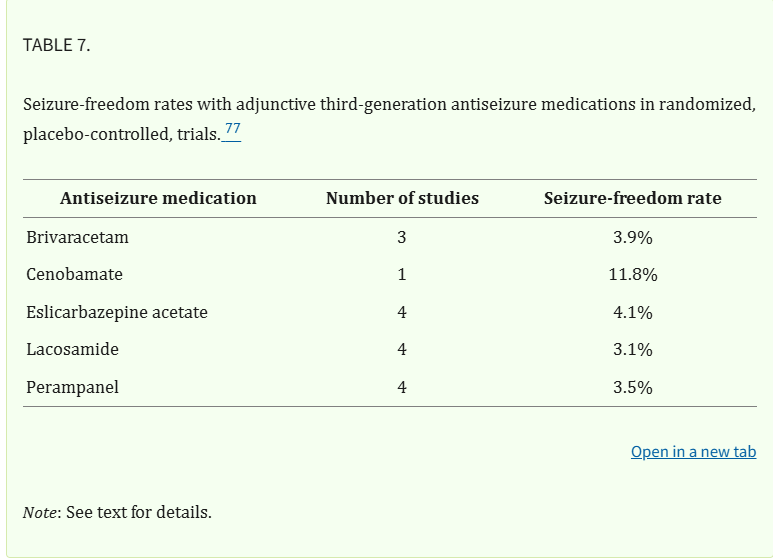 TABLE 7.
Seizure-freedom rates with adjunctive third-generation antiseizure medications in randomized,
placebo-controlled, trials. 77
Antiseizure medication Number of studies Seizure-freedom rate
Brivaracetam 3 3.9%
Cenobamate 1 11.8%
Eslicarbazepine acetate 4 4.1%
Lacosamide 4 3.1%
Perampanel 4 3.5%
Open in a new tab
Note: See text for details.